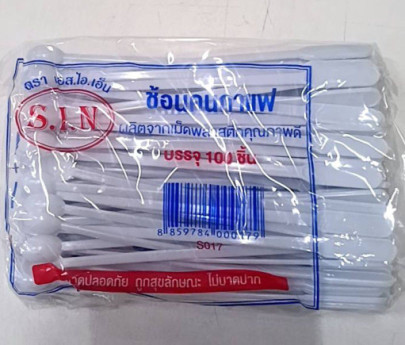 ตรา เอส.ไอ.เอ็น
S.I.N
ช้อนคนกาแฟ
ผลิตจากเม็ดพลาสติกคุณภาพดี
บรรจุ 100 ชิ้น
8 859784 000179
S017
สะอาดปลอดภัย ถูกสุขลักษณะ ไม่บาดปาก